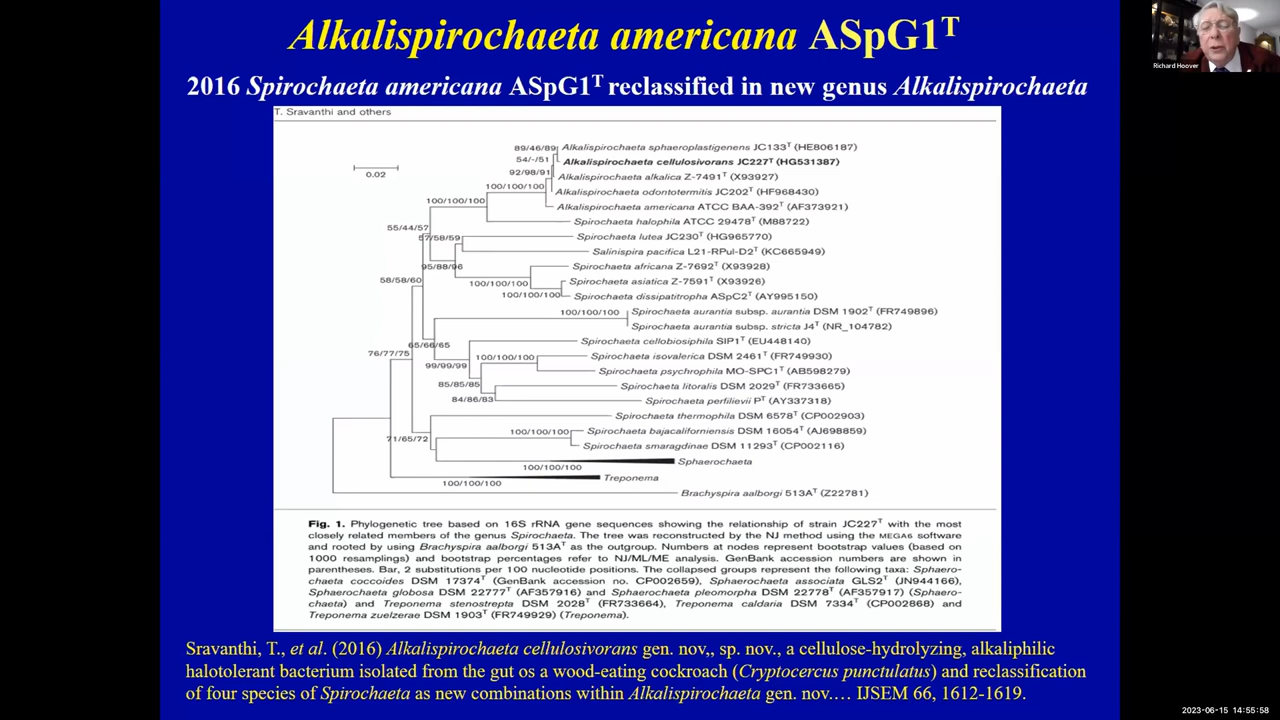 Alkalispirochaeta americana ASpG1T
2016 Spirochaeta americana ASpG1T reclassified in new genus Alkalispirochaeta
Richard Hoover
T. Sravanthi and others
0.02
89/46/89
Alkalispirochaeta sphaeroplastigenens JC133T (HE806187)
54/-/51
Alkalispirochaeta cellulosivorans JC227T (HG531387)
92/98/91
Alkalispirochaeta alkalica Z-7491T (X93927)
100/100/100
Alkalispirochaeta odontotermitis JC202T (HF968430)
100/100/100
Alkalispirochaeta americana ATCC BAA-392T (AF373921)
Spirochaeta halophila ATCC 29478T (M88722)
55/44/57
57/58/59
Spirochaeta lutea JC230T (HG965770)
Salinispira pacifica L21-RPul-D2T (KC665949)
95/88/96
Spirochaeta africana Z-7692T (X93928)
58/58/60
100/100/100
Spirochaeta asiatica Z-7591T (X93926)
100/100/100
Spirochaeta dissipatitropha ASpC2T (AY995150)
100/100/100
Spirochaeta aurantia subsp. aurantia DSM 1902T (FR749896)
Spirochaeta aurantia subsp. stricta J4T (NR_104782)
65/66/65
Spirochaeta cellobiosiphila SIP1T (EU448140)
76/77/75
100/100/100
Spirochaeta isovalerica DSM 2461T (FR749930)
99/99/99
Spirochaeta psychrophila MO-SPC1T (AB598279)
85/85/85
Spirochaeta litoralis DSM 2029T (FR733665)
84/86/83
Spirochaeta perfilievii PT (AY337318)
Spirochaeta thermophila DSM 6578T (CP002903)
71/65/72
100/100/100
Spirochaeta bajacaliforniensis DSM 16054T (AJ698859)
Spirochaeta smaragdinae DSM 11293T (CP002116)
100/100/100
Sphaerochaeta
100/100/100
Treponema
Brachyspira aalborgi 513AT (Z22781)
Fig. 1. Phylogenetic tree based on 16S rRNA gene sequences showing the relationship of strain JC227T with the most
closely related members of the genus Spirochaeta. The tree was reconstructed by the NJ method using the MEGA6 software
and rooted by using Brachyspira aalborgi 513AT as the outgroup. Numbers at nodes represent bootstrap values (based on
1000 resamplings) and bootstrap percentages refer to NJ/ML/ME analysis. GenBank accession numbers are shown in
parentheses. Bar, 2 substitutions per 100 nucleotide positions. The collapsed groups represent the following taxa: Sphaero-
chaeta coccoides DSM 17374T (GenBank accession no. CP002659), Sphaerochaeta associata GLS2T (JN944166),
Sphaerochaeta globosa DSM 22777T (AF357916) and Sphaerochaeta pleomorpha DSM 22778T (AF357917) (Sphaero-
chaeta) and Treponema stenostrepta DSM 2028T (FR733664), Treponema caldaria DSM 7334T (CP002868) and
Treponema zuelzerae DSM 1903T (FR749929) (Treponema).
Sravanthi, T., et al. (2016) Alkalispirochaeta cellulosivorans gen. nov,, sp. nov., a cellulose-hydrolyzing, alkaliphilic
halotolerant bacterium isolated from the gut os a wood-eating cockroach (Cryptocercus punctulatus) and reclassification
of four species of Spirochaeta as new combinations within Alkalispirochaeta gen. nov.… IJSEM 66, 1612-1619.
2023-06-15 14:55:58